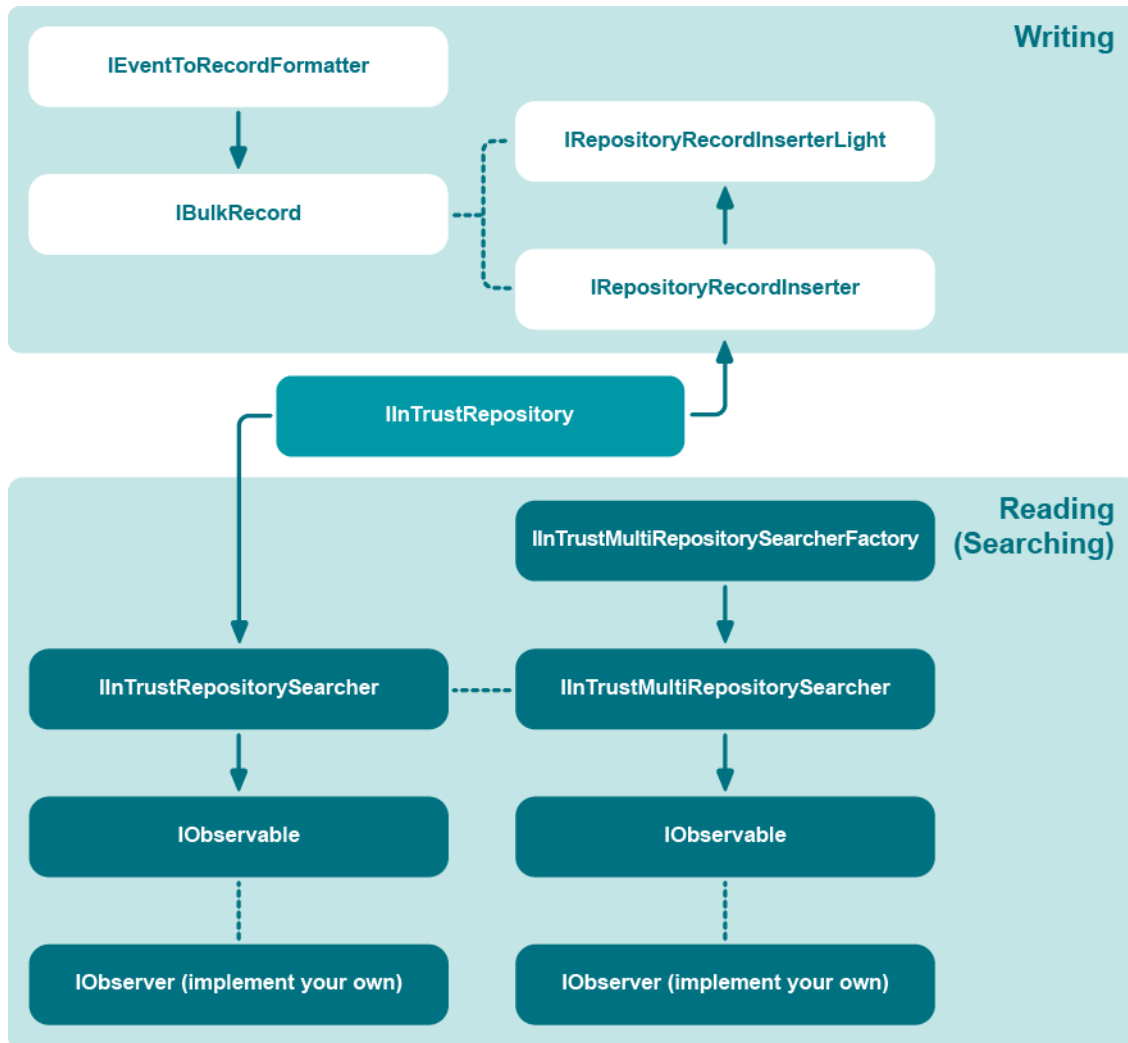 Writing
IEventToRecordFormatter
IRepositoryRecordInserterLight
IBulkRecord
IRepositoryRecordInserter
IInTrustRepository
Reading
(Searching)
IInTrustMultiRepositorySearcherFactory
IInTrustRepositorySearcher
IInTrustMultiRepositorySearcher
IObservable
IObservable
IObserver (implement your own)
IObserver (implement your own)